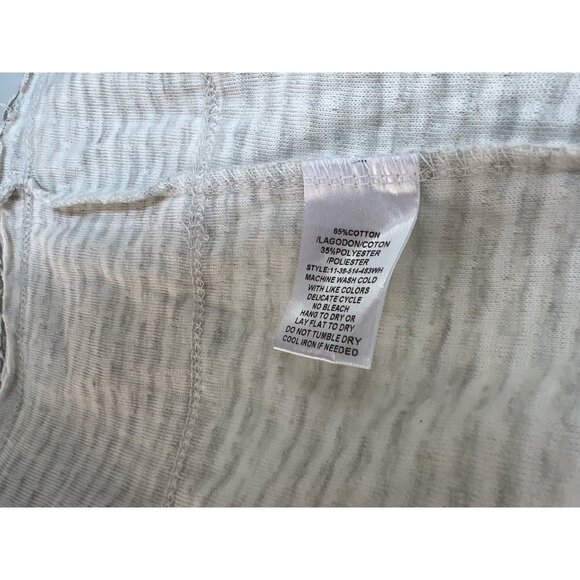 65%COTTON
/LAGODON/COTON
35%POLYESTER
/POLIESTER
STYLE:11-38-514-483WH
MACHINE WASH COLD
WITH LIKE COLORS
DELICATE CYCLE
NO BLEACH
HANG TO DRY OR
LAY FLAT TO DRY
DO NOT TUMBLE DRY
COOL IRON IF NEEDED